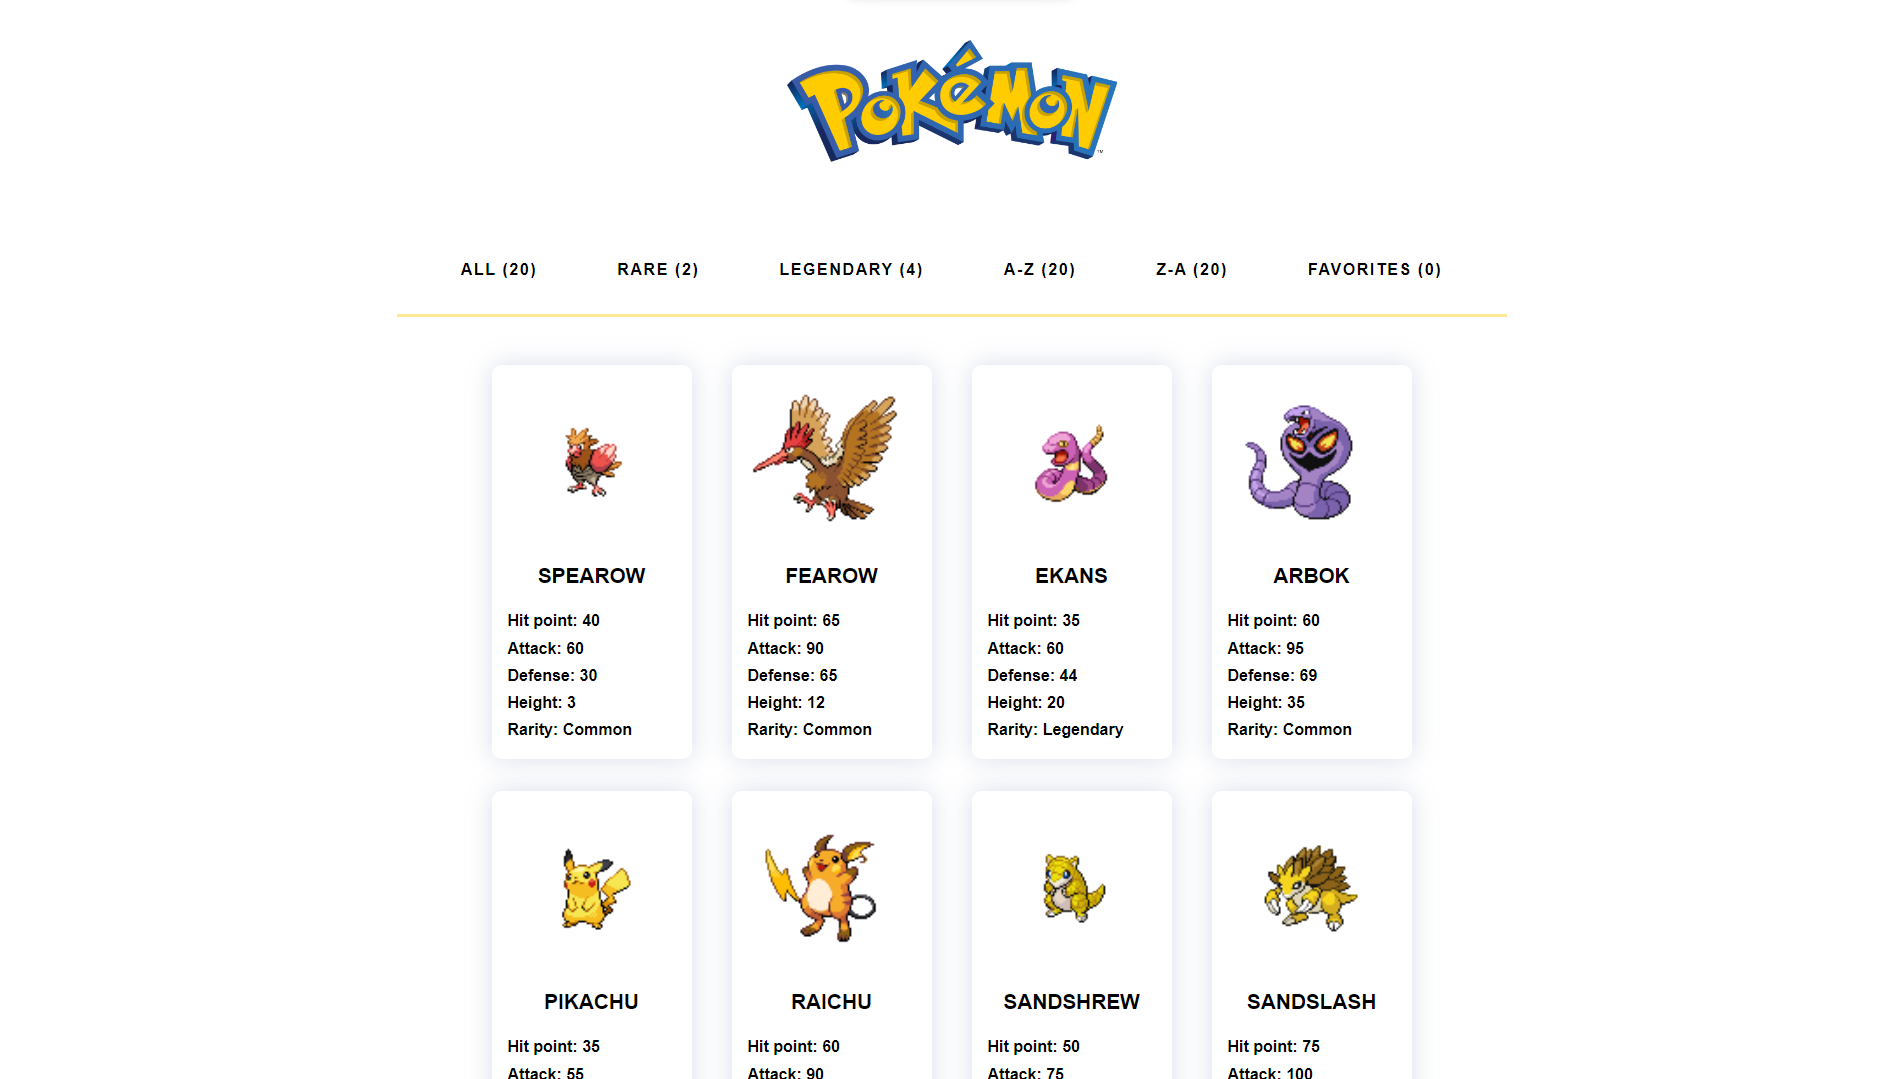 Pokémon
™
ALL (20) RARE (2) LEGENDARY (4) A-Z (20) Z-A (20) FAVORITES (0)
SPEAROW
Hit point: 40
Attack: 60
Defense: 30
Height: 3
Rarity: Common
FEAROW
Hit point: 65
Attack: 90
Defense: 65
Height: 12
Rarity: Common
EKANS
Hit point: 35
Attack: 60
Defense: 44
Height: 20
Rarity: Legendary
ARBOK
Hit point: 60
Attack: 95
Defense: 69
Height: 35
Rarity: Common
PIKACHU
Hit point: 35
Attack: 55
RAICHU
Hit point: 60
Attack: 90
SANDSHREW
Hit point: 50
Attack: 75
SANDSLASH
Hit point: 75
Attack: 100